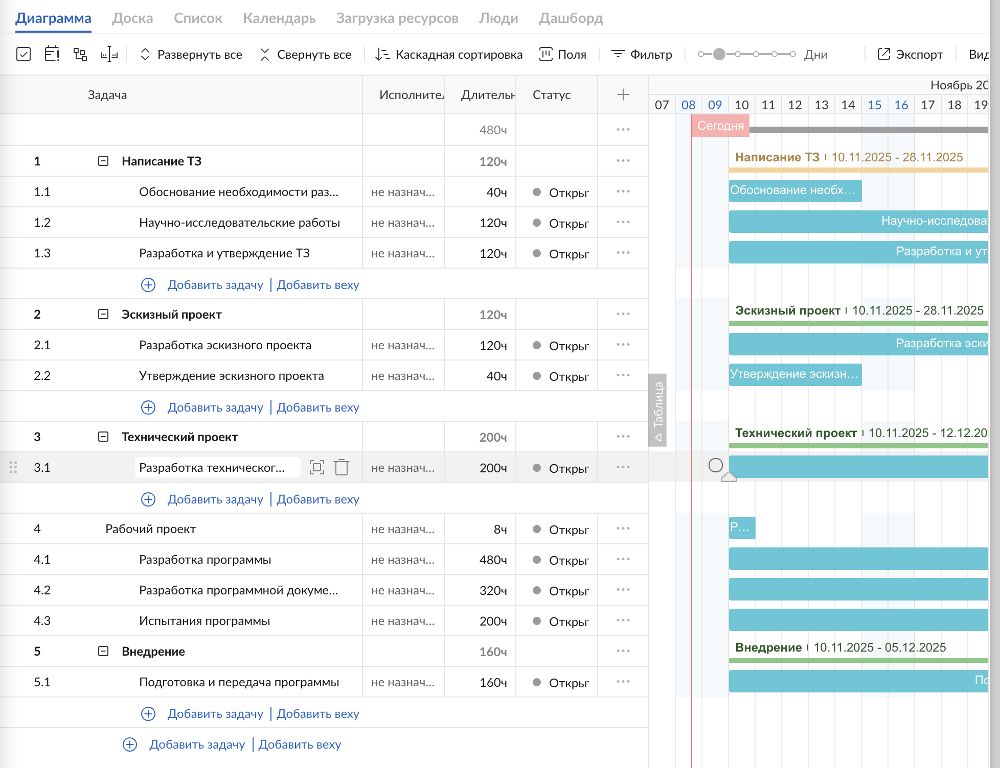 Диаграмма Доска Список Календарь Загрузка ресурсов Люди Дашборд
Развернуть все Свернуть все Каскадная сортировка Поля Фильтр Дни Экспорт Вид
Задача Исполнител Длительн Статус Ноябрь 20
07 08 09 10 11 12 13 14 15 16 17 18 19
480ч Сегодня
1 Написание ТЗ 120ч Написание ТЗ 10.11.2025 - 28.11.2025
1.1 Обоснование необходимости раз... не назнач... 40ч Откры Обоснование необх...
1.2 Научно-исследовательские работы не назнач... 120ч Откры Научно-исследова
1.3 Разработка и утверждение ТЗ не назнач... 120ч Откры Разработка и ут
Добавить задачу | Добавить веху
2 Эскизный проект 120ч Эскизный проект 10.11.2025 - 28.11.2025
2.1 Разработка эскизного проекта не назнач... 120ч Откры Разработка эски
2.2 Утверждение эскизного проекта не назнач... 40ч Откры Утверждение эскизн...
Таблица
Добавить задачу | Добавить веху
3 Технический проект 200ч Технический проект 10.11.2025 - 12.12.20
3.1 Разработка техническог... не назнач... 200ч Откры
Добавить задачу | Добавить веху
4 Рабочий проект не назнач... 8ч Откры Р...
4.1 Разработка программы не назнач... 480ч Откры
4.2 Разработка программной докуме... не назнач... 320ч Откры
4.3 Испытания программы не назнач... 200ч Откры
5 Внедрение 160ч Внедрение 10.11.2025 - 05.12.2025
5.1 Подготовка и передача программы не назнач... 160ч Откры По
Добавить задачу | Добавить веху
Добавить задачу | Добавить веху